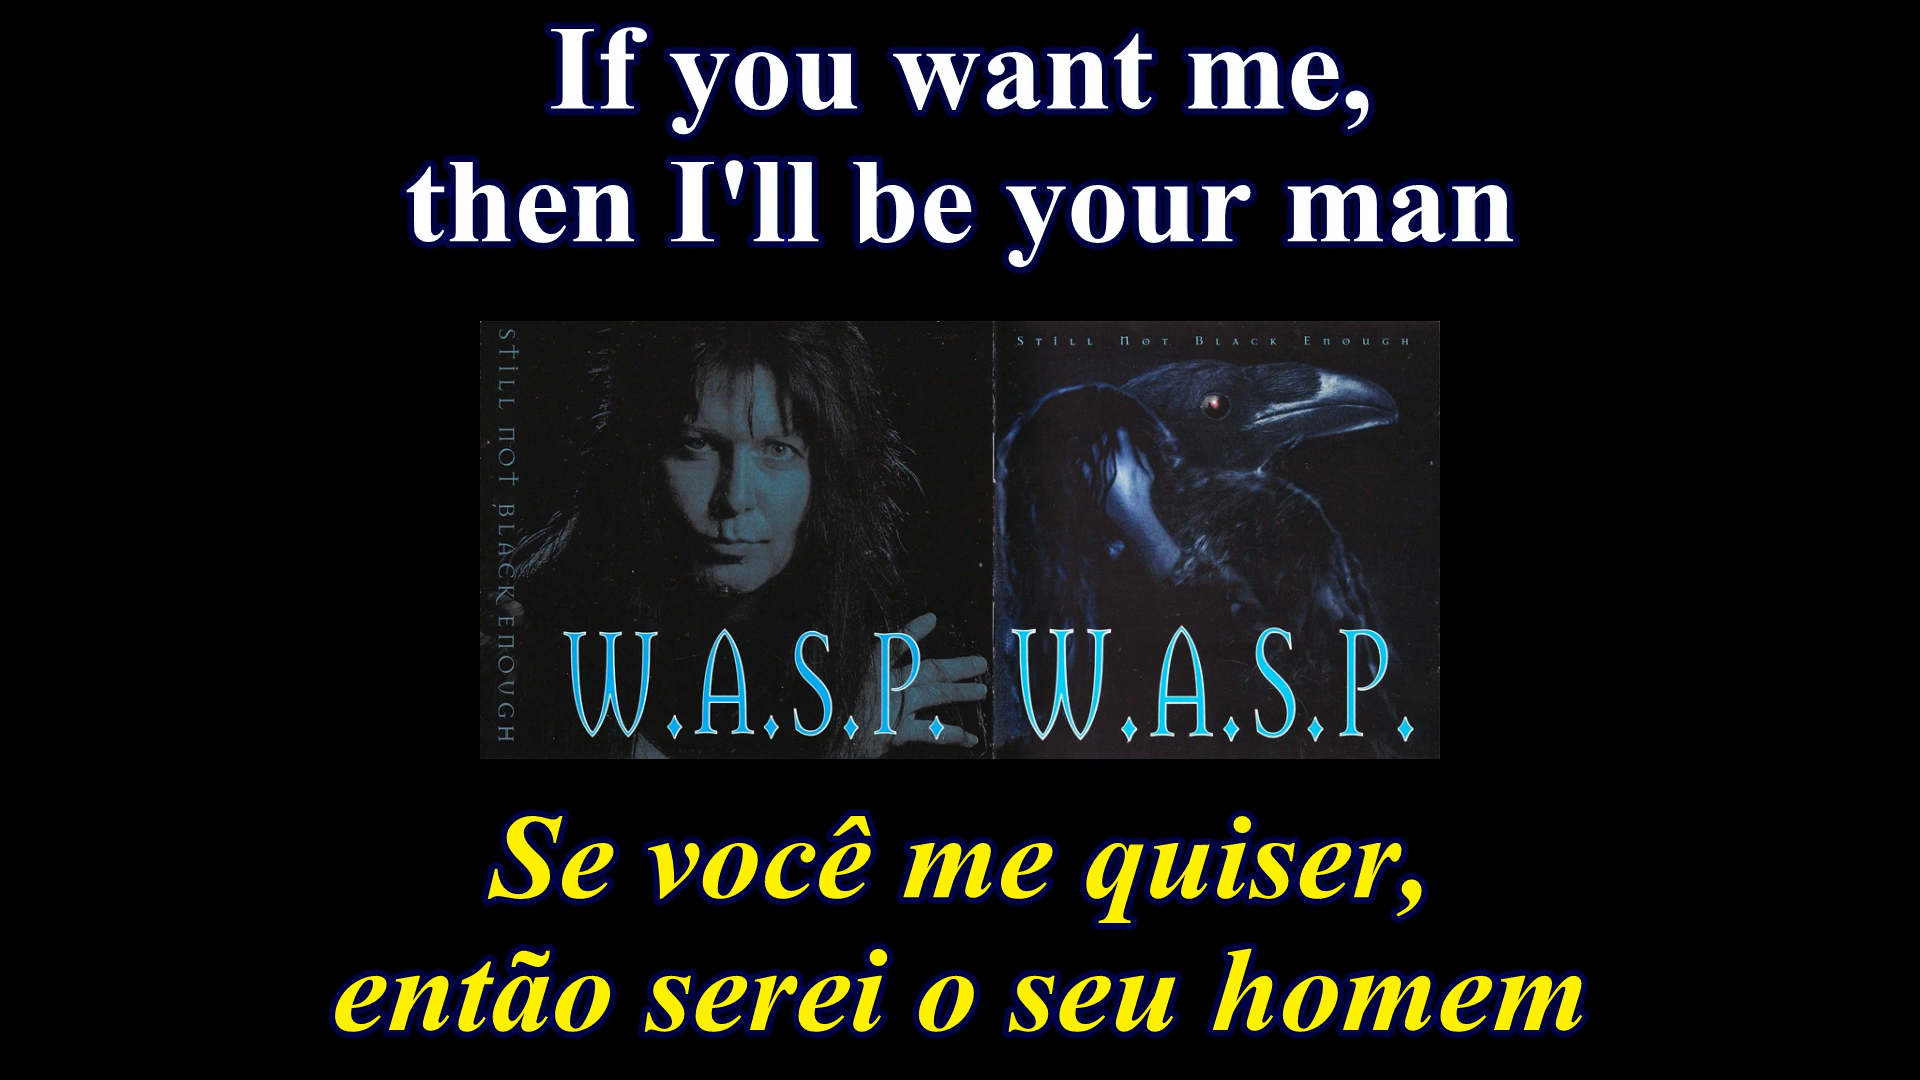 If you want me,
then I'll be your man
STILL NOT BLACK ENOUGH
STILL NOT BLACK ENOUGH
W.A.S.P.
W.A.S.P.
Se você me quiser,
então serei o seu homem